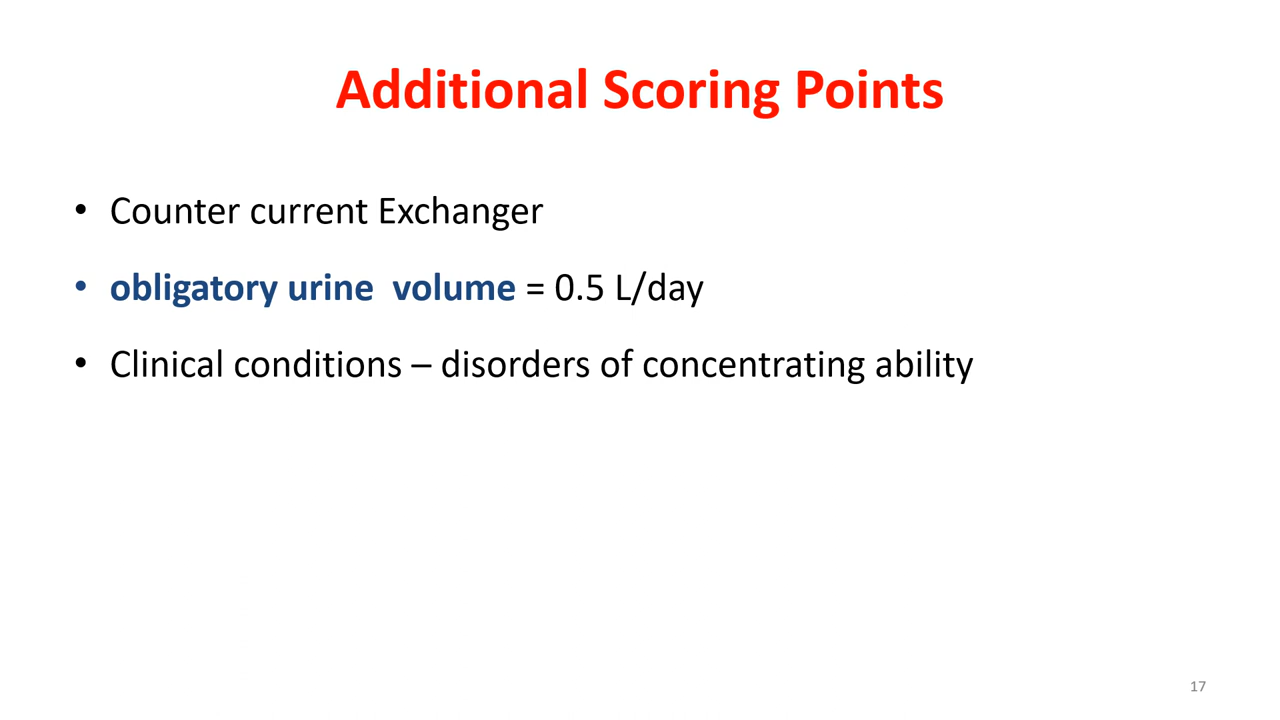 Additional Scoring Points
• Counter current Exchanger
• obligatory urine  volume = 0.5 L/day
• Clinical conditions – disorders of concentrating ability
17